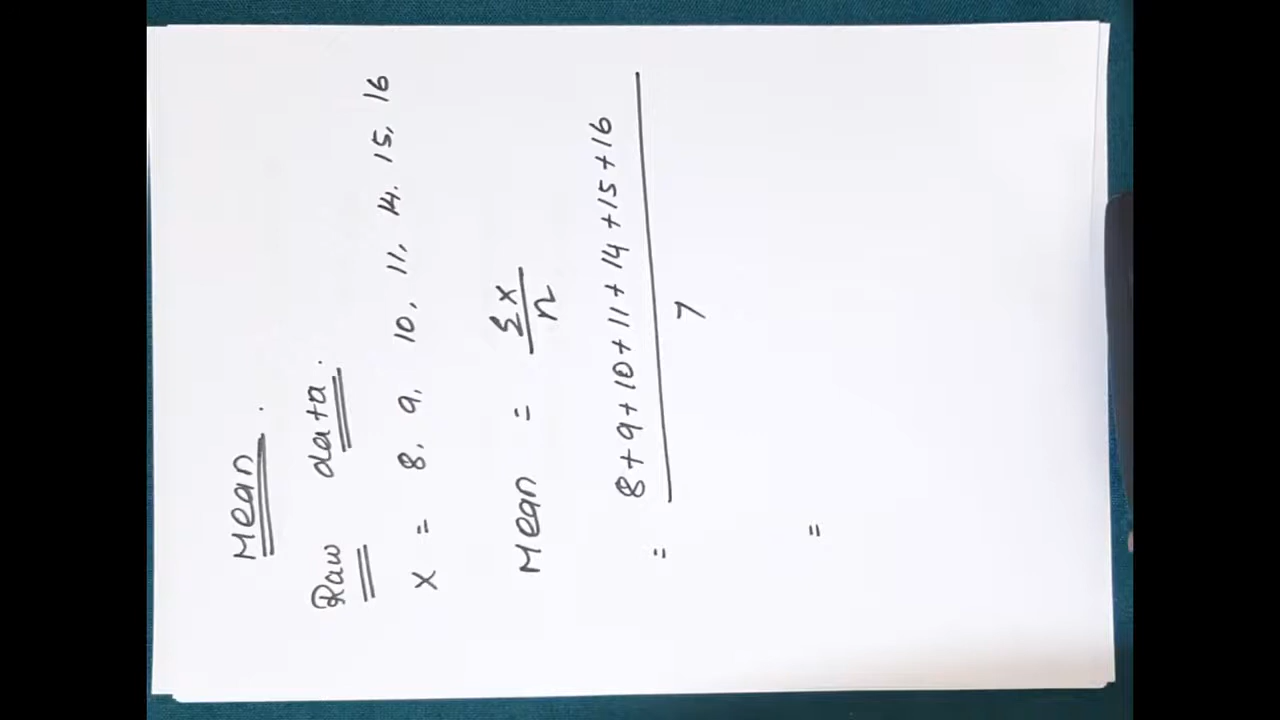 Mean.
Raw data.
x = 8, 9, 10, 11, 14, 15, 16
Mean = Σx/n
= 8+9+10+11+14+15+16
7
=